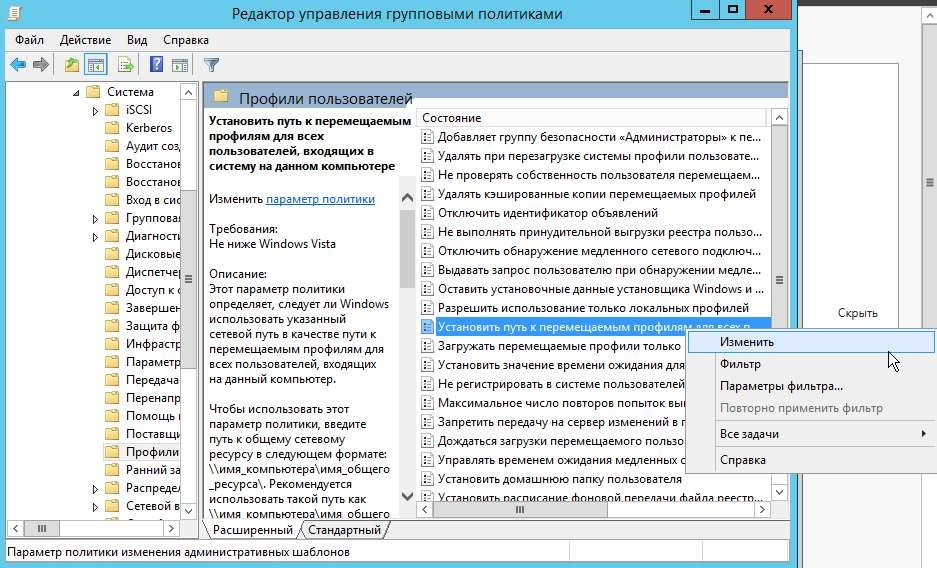 Редактор управления групповыми политиками
Файл Действие Вид Справка
Система
iSCSI
Kerberos
Аудит соз
Восстано
Восстано
Вход в сис
Группова
Диагности
Дисковые
Диспетчер
Доступ к с
Завершен
Защита ф
Инфрастр
Параметр
Передача
Перенапр
Помощь
Поставщи
Профили
Ранний за
Распредел
Сетевой в
Профили пользователей
Установить путь к перемещаемым
профилям для всех
пользователей, входящих в
систему на данном компьютере
Изменить параметр политики
Требования:
Не ниже Windows Vista
Описание:
Этот параметр политики
определяет, следует ли Windows
использовать указанный
сетевой путь в качестве пути к
перемещаемым профилям для
всех пользователей, входящих
на данный компьютер.
Чтобы использовать этот
параметр политики, введите
путь к общему сетевому
ресурсу в следующем формате:
\\имя_компьютера\имя_общего
_ресурса\. Рекомендуется
использовать такой путь как
\\имя_компьютера\имя_общего
Состояние
Добавляет группу безопасности «Администраторы» к пе...
Удалять при перезагрузке системы профили пользовате...
Не проверять собственность пользователя перемещаем...
Удалять кэшированные копии перемещаемых профилей
Отключить идентификатор объявлений
Не выполнять принудительной выгрузки реестра пользо...
Отключить обнаружение медленного сетевого подключ...
Выдавать запрос пользователю при обнаружении медле...
Оставить установочные данные установщика Windows и ...
Разрешить использование только локальных профилей
Установить путь к перемещаемым профилям для всех п
Загружать перемещаемые профили только
Установить значение времени ожидания для
Не регистрировать в системе пользователей
Максимальное число повторов попыток вы
Запретить передачу на сервер изменений в п
Дождаться загрузки перемещаемого пользо
Управлять временем ожидания медленных с
Установить домашнюю папку пользователя
Установить расписание фоновой передачи файла реестр...
Изменить
Фильтр
Параметры фильтра...
Повторно применить фильтр
Все задачи
Справка
Скрыть
Расширенный Стандартный
Параметр политики изменения административных шаблонов